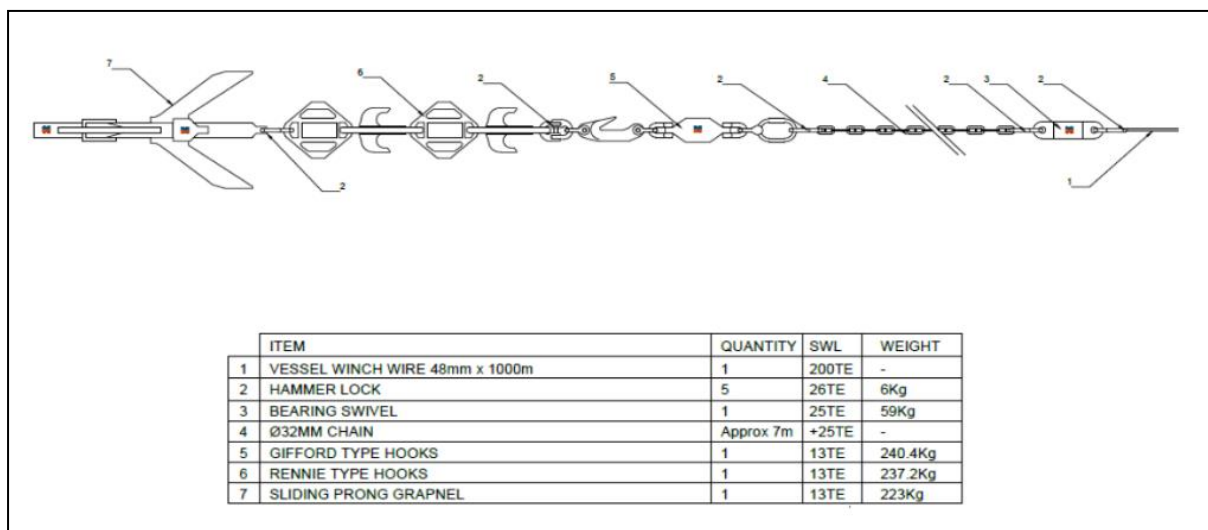 7
6
2
5
2
4
2
3
2
2
1
ITEM QUANTITY SWL WEIGHT
1 VESSEL WINCH WIRE 48mm x 1000m 1 200TE -
2 HAMMER LOCK 5 26TE 6Kg
3 BEARING SWIVEL 1 25TE 59Kg
4 Ø32MM CHAIN Approx 7m +25TE -
5 GIFFORD TYPE HOOKS 1 13TE 240.4Kg
6 RENNIE TYPE HOOKS 1 13TE 237.2Kg
7 SLIDING PRONG GRAPNEL 1 13TE 223Kg